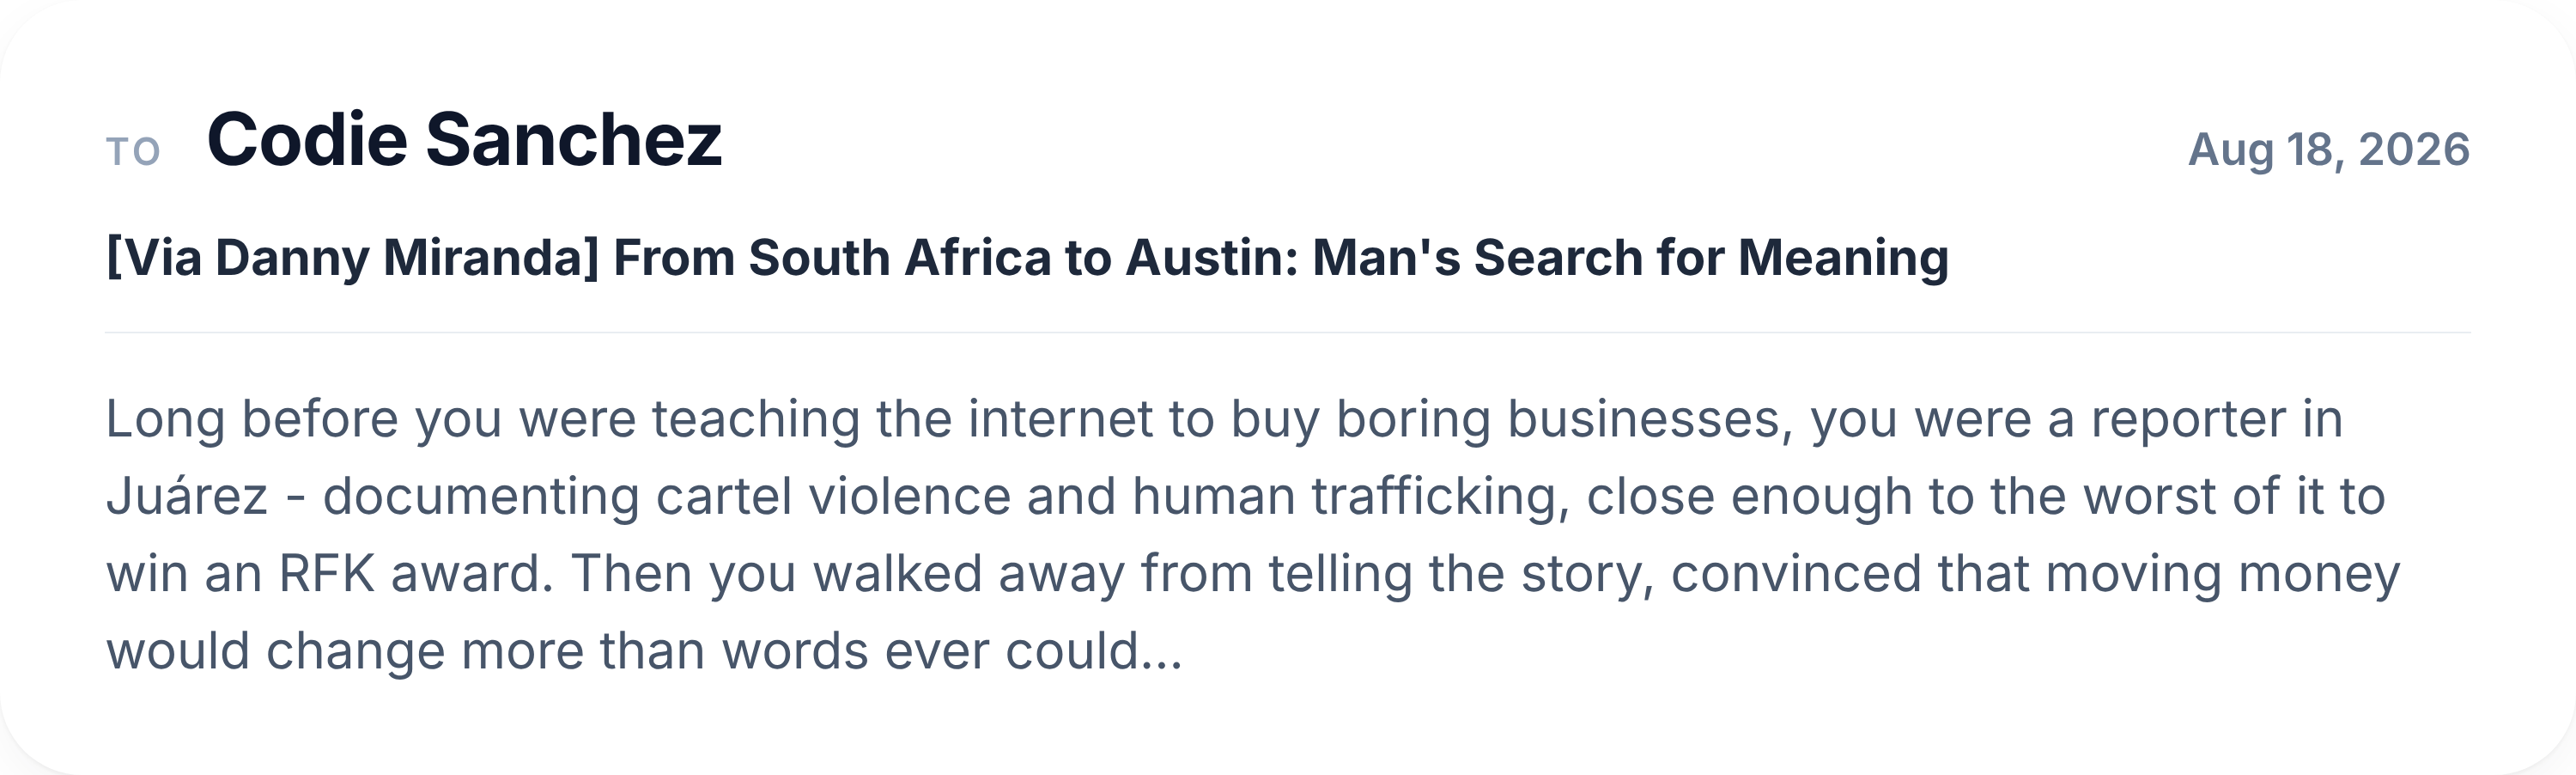 TO Codie Sanchez Aug 18, 2026
[Via Danny Miranda] From South Africa to Austin: Man's Search for Meaning
Long before you were teaching the internet to buy boring businesses, you were a reporter in
Juárez - documenting cartel violence and human trafficking, close enough to the worst of it to
win an RFK award. Then you walked away from telling the story, convinced that moving money
would change more than words ever could...